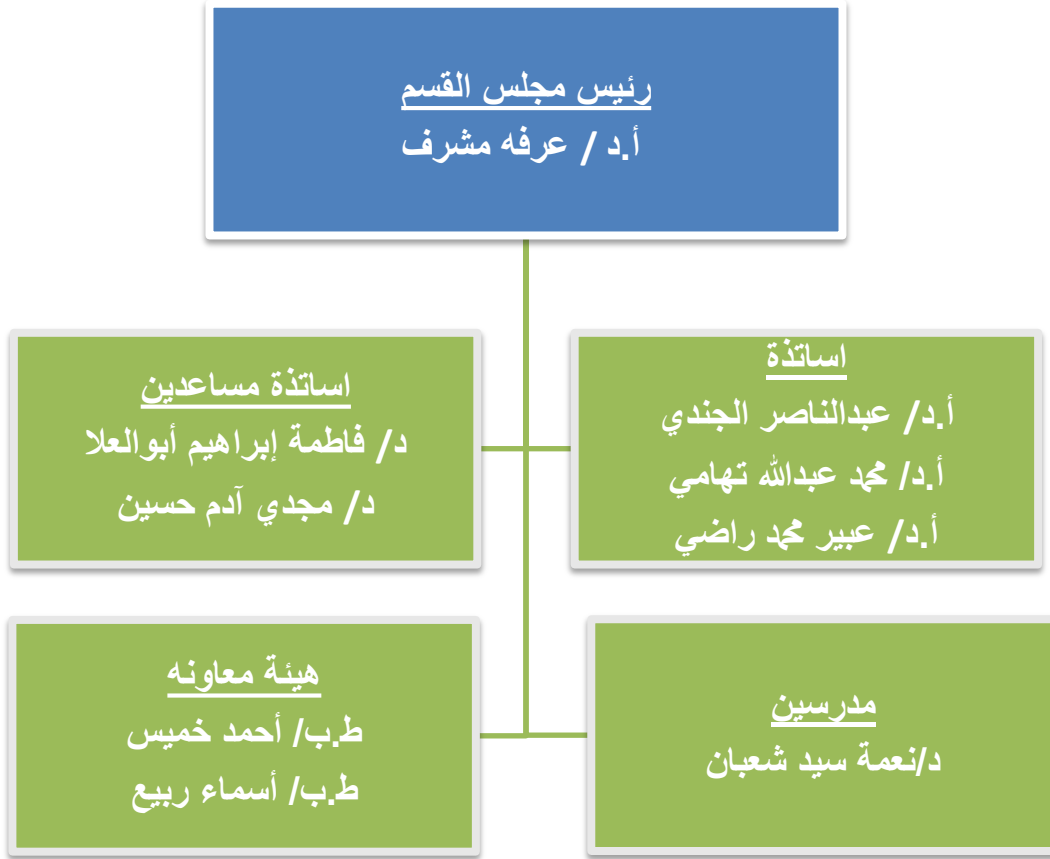 رئيس مجلس القسم
أ.د / عرفه مشرف
اساتذة
أ.د/ عبدالناصر الجندي
أ.د/ محمد عبدالله تهامي
أ.د/ عبير محمد راضي
اساتذة مساعدين
د/ فاطمة إبراهيم أبوالعلا
د/ مجدي آدم حسين
مدرسين
د/نعمة سيد شعبان
هيئة معاونه
ط.ب/ أحمد خميس
ط.ب/ أسماء ربيع